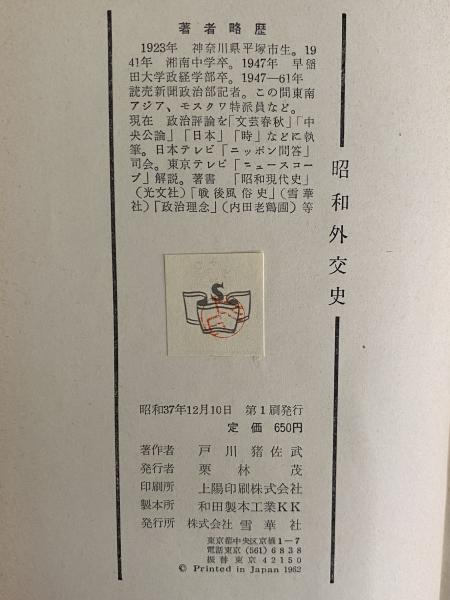 著者略歴
1923年　神奈川県平塚市生。19
41年　湘南中学卒。1947年　早稲
田大学政経学部卒。1947—61年
読売新聞政治部記者。この間東南
アジア、モスクワ特派員など。
現在　政治評論を「文芸春秋」「中
央公論」「日本」「時」などに執
筆。日本テレビ「ニッポン問答」
司会。東京テレビ「ニュースコー
プ」解説。著書　「昭和現代史」
（光文社）「戦後風俗史」（雪華
社）「政治理念」（内田老鶴圃）等
昭和外交史
S
昭和37年12月10日　第1刷発行
定　価　650円
著作者　戸川猪佐武
発行者　栗林茂
印刷所　上陽印刷株式会社
製本所　和田製本工業KK
発行所　株式会社 雪華社
東京都中央区京橋1－7
電話東京 (561) 6838
振替東京 42150
© Printed in Japan 1962